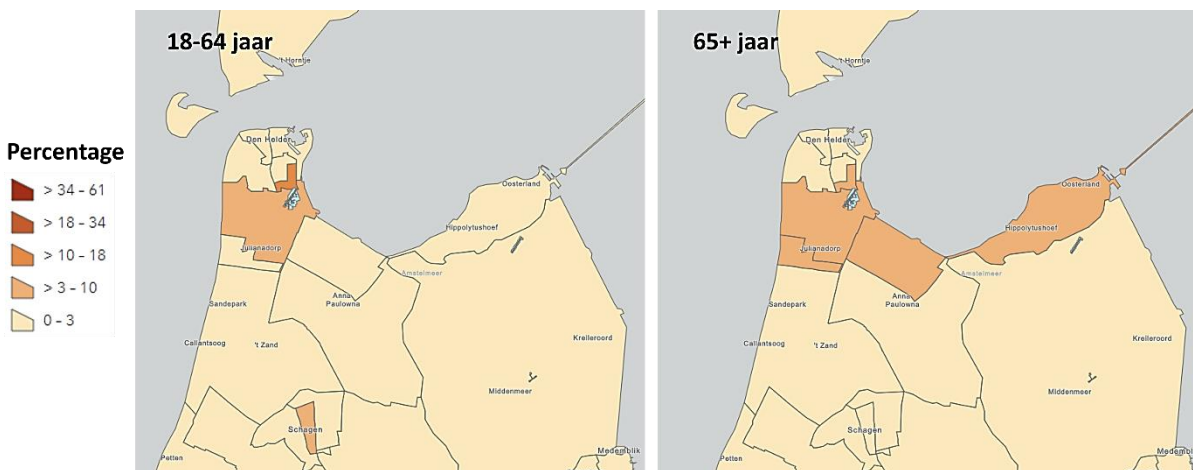 18-64 jaar
't Horntje
Den Helder
Oosterland
Hippolytushoef
Julianadorp
Amstelmeer
Anna
Paulowna
Sandepark
Callantsoog
't Zand
Kreileroord
Middenmeer
Schagen
Petten
Medemblik
65+ jaar
't Horntje
Den Helder
Oosterland
Hippolytushoef
Julianadorp
Amstelmeer
Anna
Paulowna
Sandepark
Callantsoog
't Zand
Kreileroord
Middenmeer
Schagen
Petten
Medemblik
Percentage
> 34 - 61
> 18 - 34
> 10 - 18
> 3 - 10
0 - 3